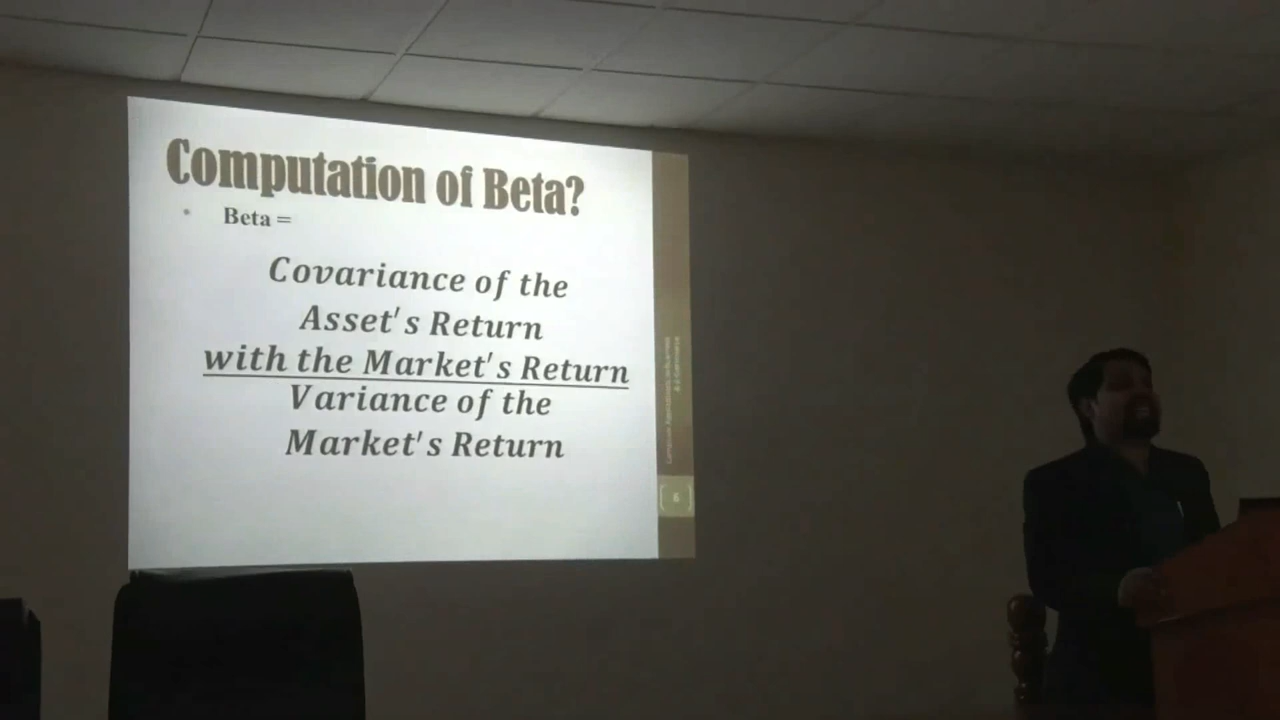 Computation of Beta?
• Beta =
Covariance of the
Asset's Return
with the Market's Return
Variance of the
Market's Return
6